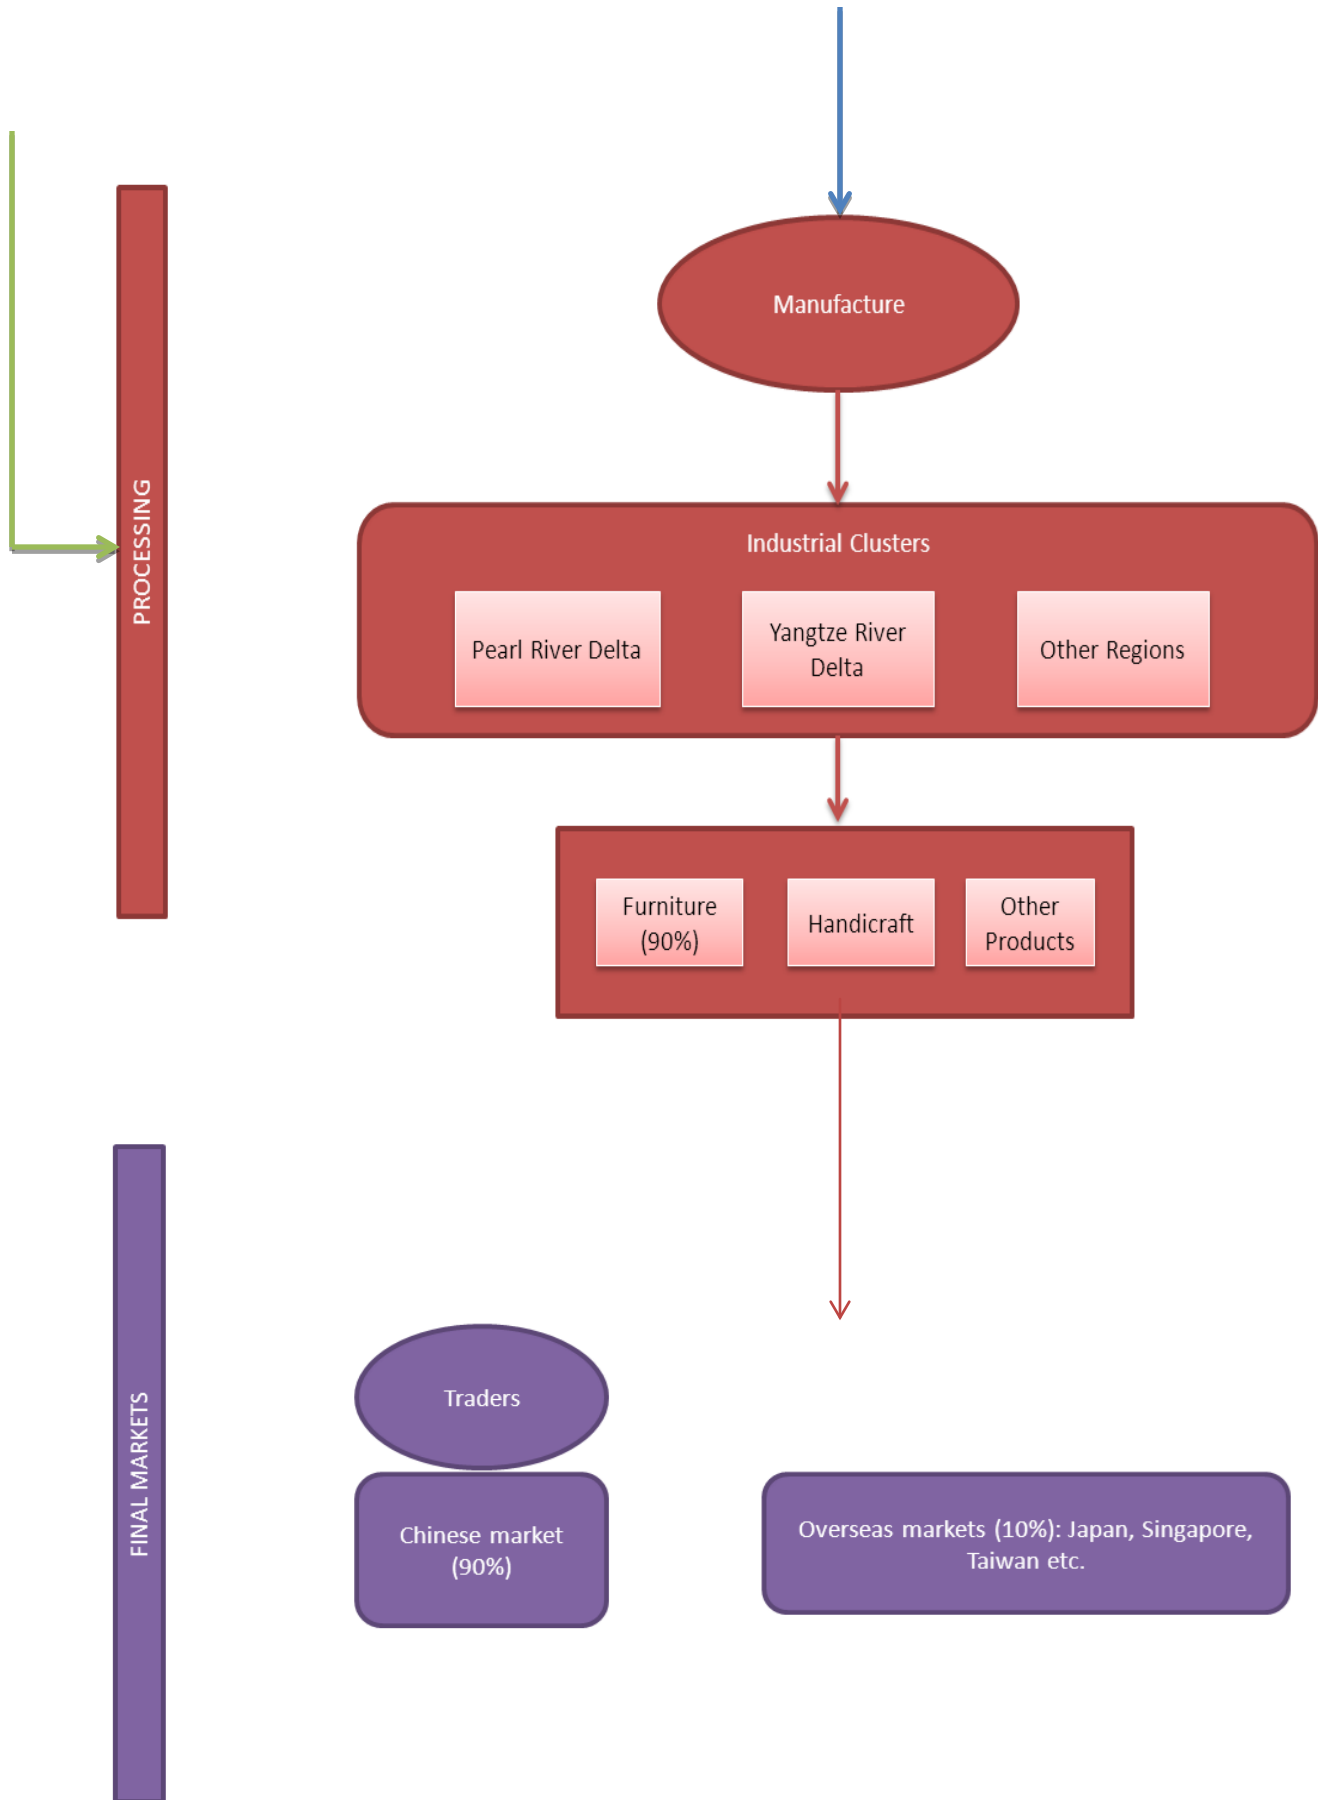 Manufacture
PROCESSING
Industrial Clusters
Pearl River Delta
Yangtze River
Delta
Other Regions
Furniture
(90%)
Handicraft
Other
Products
FINAL MARKETS
Traders
Chinese market
(90%)
Overseas markets (10%): Japan, Singapore,
Taiwan etc.